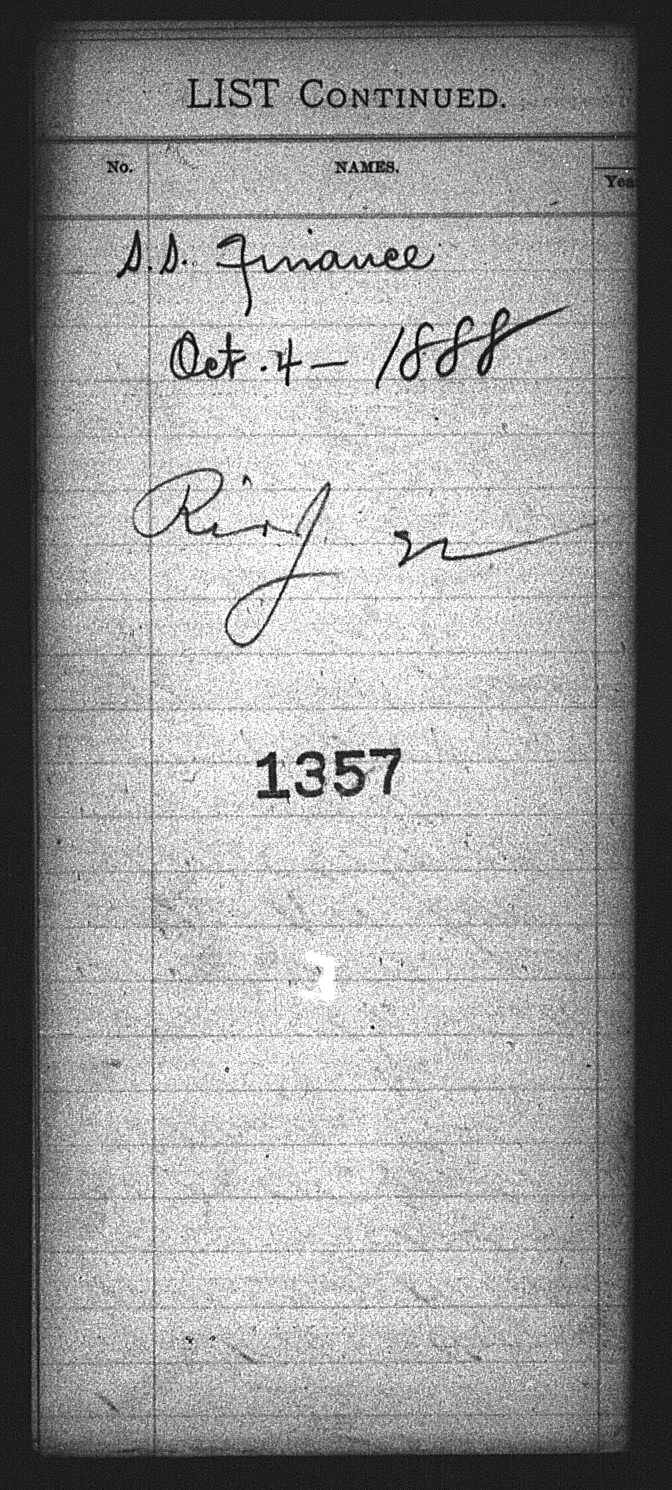 LIST CONTINUED.
No. NAMES.
S.S. Finance
Oct. 4 - 1888
1357